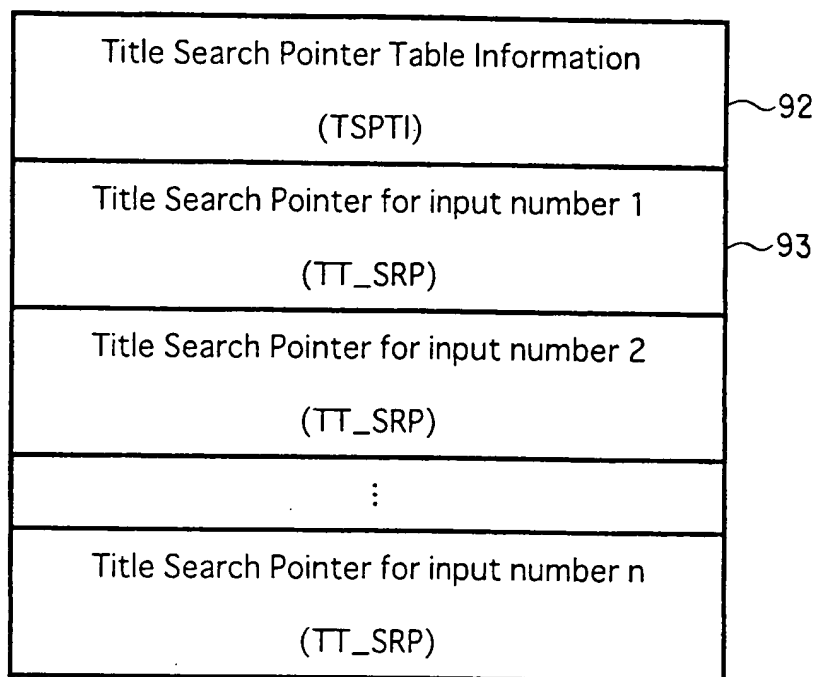 Title Search Pointer Table Information
(TSPTI)
92
Title Search Pointer for input number 1
(TT_SRP)
93
Title Search Pointer for input number 2
(TT_SRP)
⋮
Title Search Pointer for input number n
(TT_SRP)